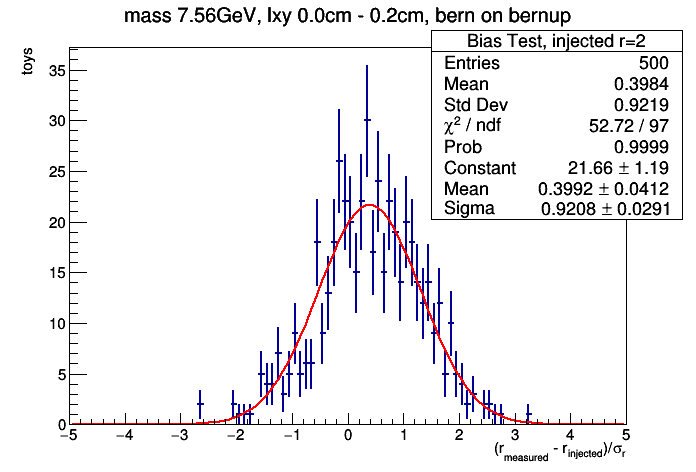 mass 7.56GeV, lxy 0.0cm - 0.2cm, bern on bernup
Bias Test, injected r=2
Entries 500
Mean 0.3984
Std Dev 0.9219
χ² / ndf 52.72 / 97
Prob 0.9999
Constant 21.66 ± 1.19
Mean 0.3992 ± 0.0412
Sigma 0.9208 ± 0.0291
toys
35
30
25
20
15
10
5
0
−5 −4 −3 −2 −1 0 1 2 3 4 5
(r_measured - r_injected)/σ_r